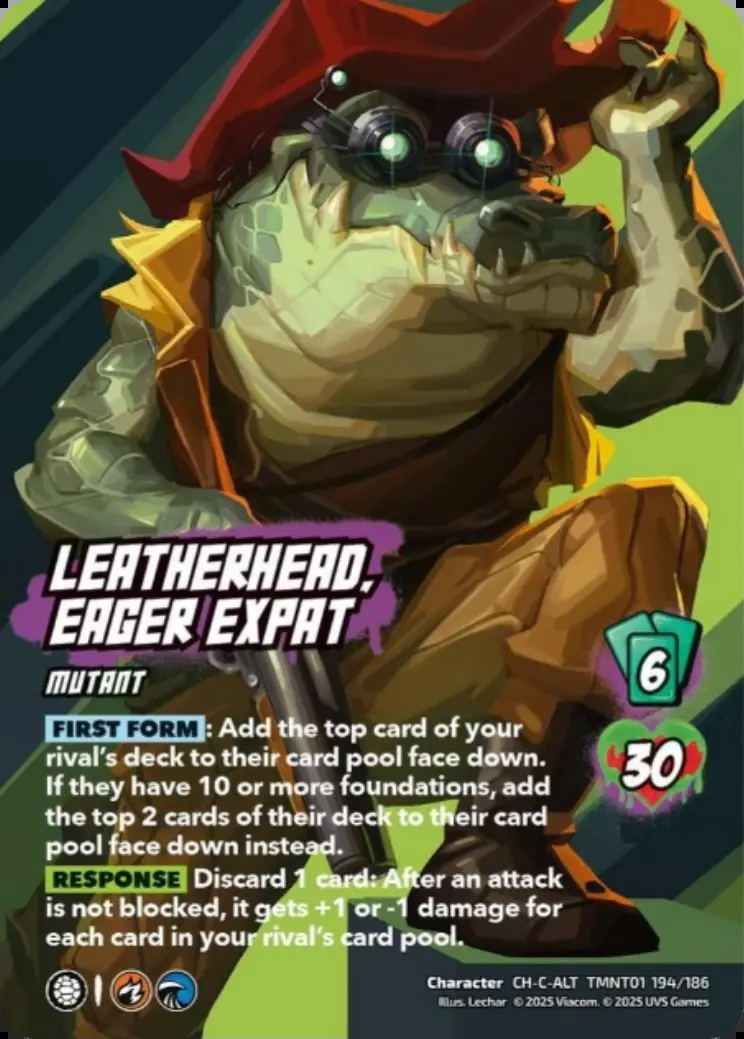 LEATHERHEAD,
EAGER EXPAT
MUTANT
6
FIRST FORM : Add the top card of your
rival's deck to their card pool face down.
If they have 10 or more foundations, add
the top 2 cards of their deck to their card
pool face down instead.
30
RESPONSE Discard 1 card: After an attack
is not blocked, it gets +1 or -1 damage for
each card in your rival's card pool.
Character CH-C-ALT TMNT01 194/186
Illus. Lechar © 2025 Viacom. © 2025 UVS Games